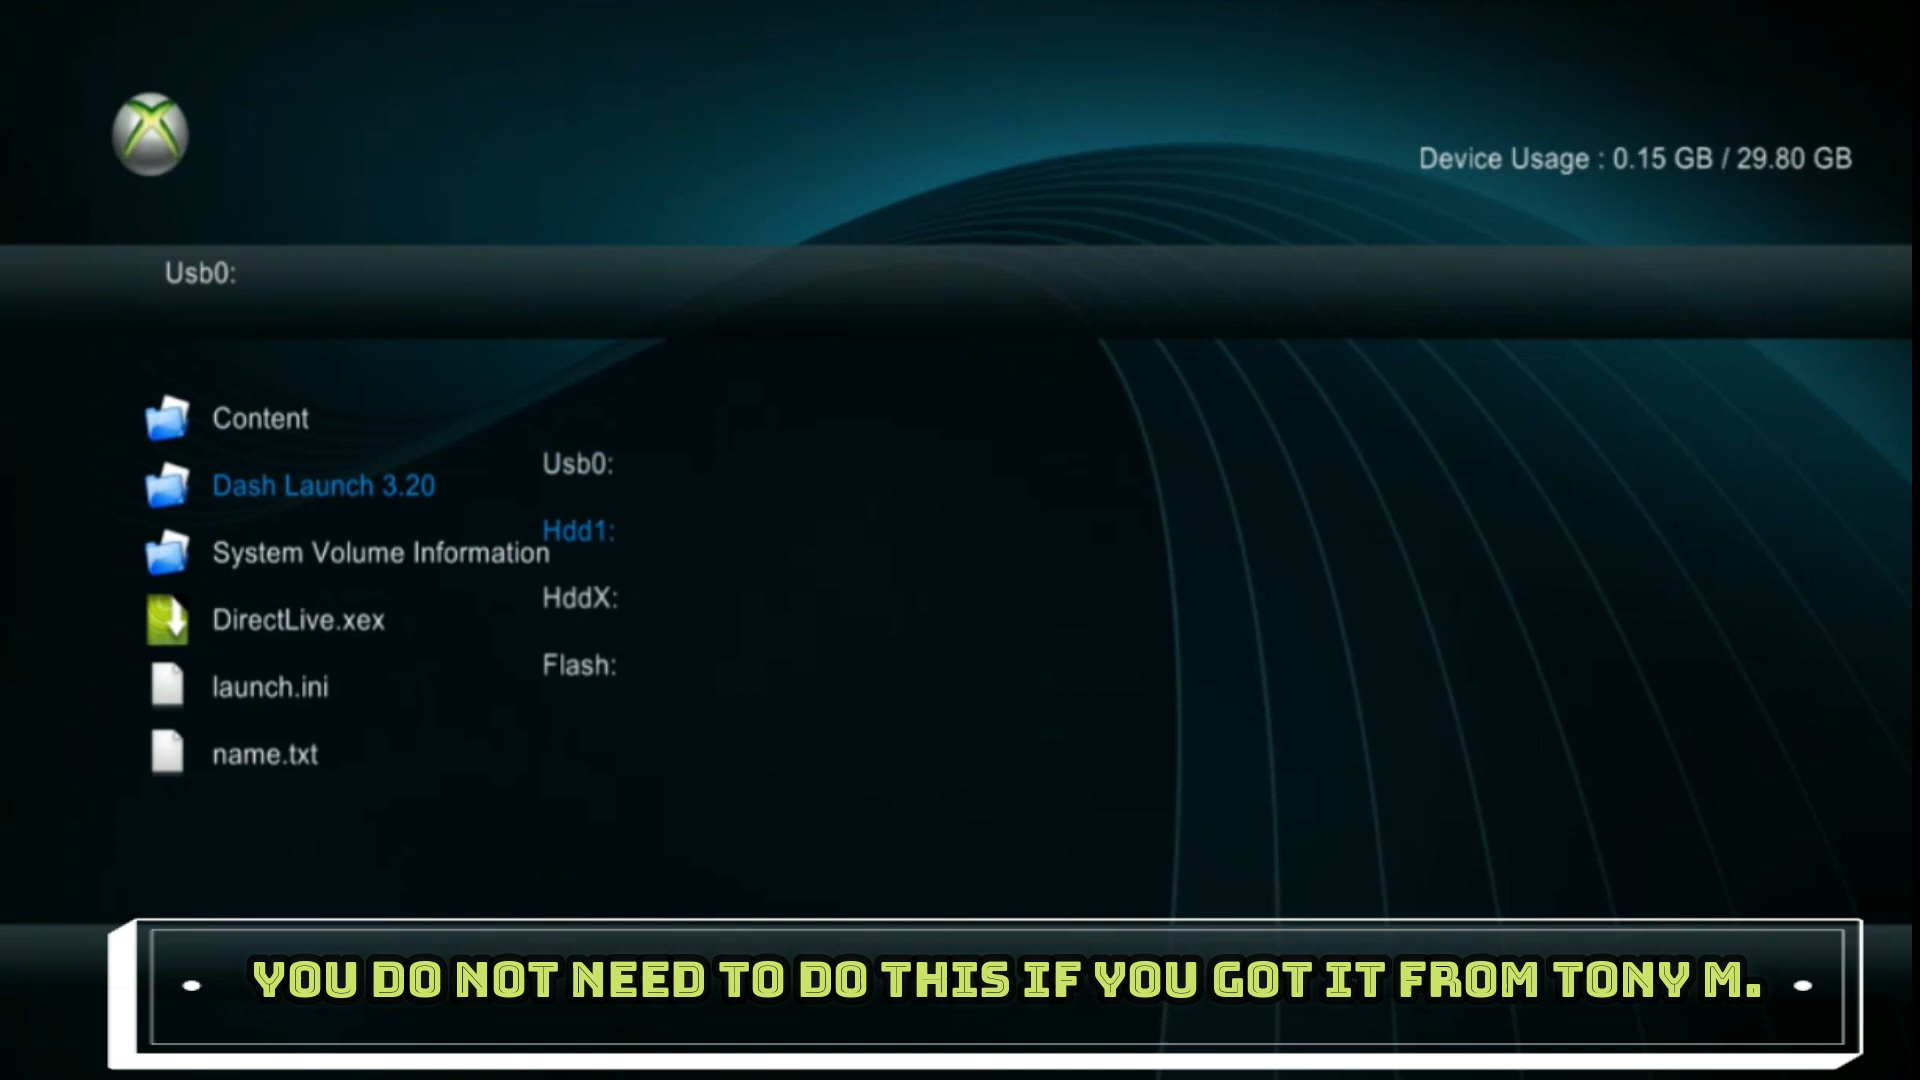 Device Usage : 0.15 GB / 29.80 GB
Usb0:
Content
Usb0:
Dash Launch 3.20
Hdd1:
System Volume Information
HddX:
DirectLive.xex
Flash:
launch.ini
name.txt
YOU DO NOT NEED TO DO THIS IF YOU GOT IT FROM TONY M.